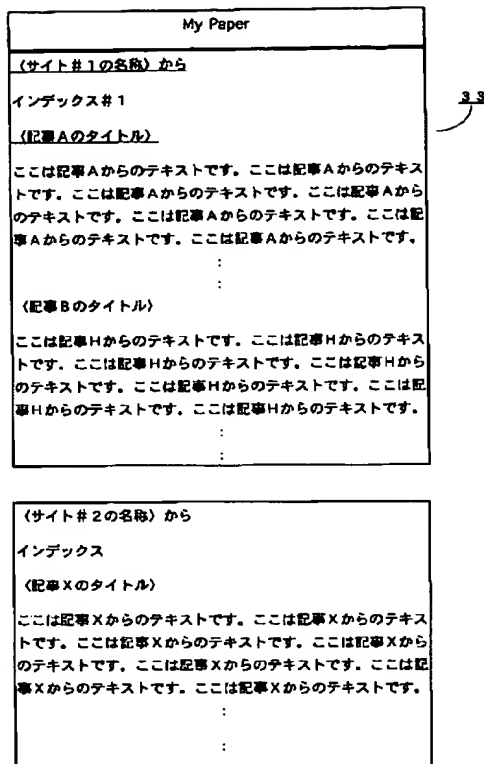 My Paper
〈サイト＃１の名称〉から
インデックス＃１
３３
〈記事Ａのタイトル〉
ここは記事Ａからのテキストです。ここは記事Ａからのテキス
トです。ここは記事Ａからのテキストです。ここは記事Ａから
のテキストです。ここは記事Ａからのテキストです。ここは記
事Ａからのテキストです。ここは記事Ａからのテキストです。
：
：
〈記事Ｂのタイトル〉
ここは記事Ｈからのテキストです。ここは記事Ｈからのテキス
トです。ここは記事Ｈからのテキストです。ここは記事Ｈから
のテキストです。ここは記事Ｈからのテキストです。ここは記
事Ｈからのテキストです。ここは記事Ｈからのテキストです。
：
：
〈サイト＃２の名称〉から
インデックス
〈記事Ｘのタイトル〉
ここは記事Ｘからのテキストです。ここは記事Ｘからのテキス
トです。ここは記事Ｘからのテキストです。ここは記事Ｘから
のテキストです。ここは記事Ｘからのテキストです。ここは記
事Ｘからのテキストです。ここは記事Ｘからのテキストです。
：
：